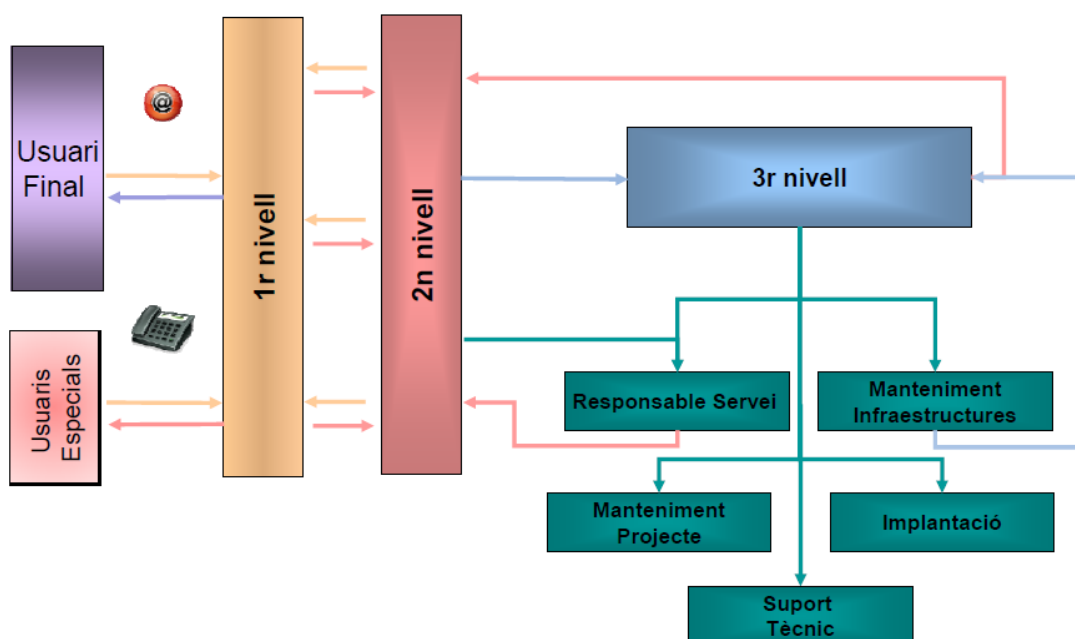 Usuari
Final
@
1r nivell
2n nivell
3r nivell
Usuaris
Especials
Responsable Servei
Manteniment
Infraestructures
Manteniment
Projecte
Implantació
Suport
Tècnic